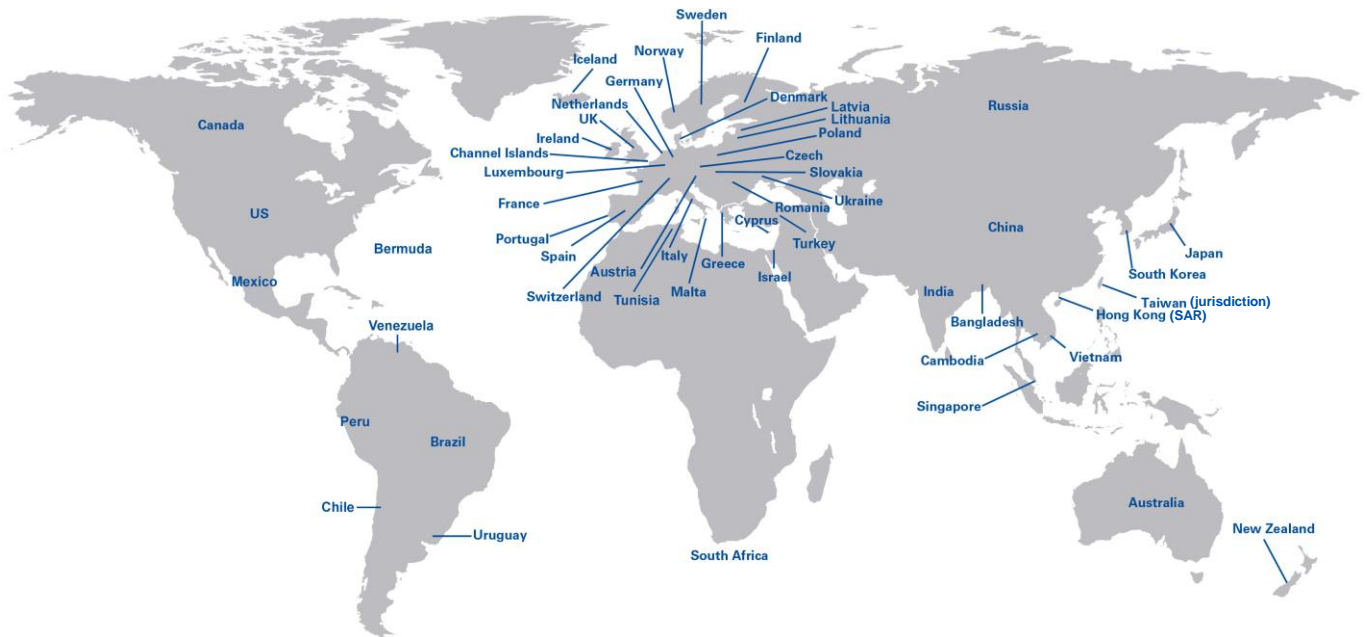 Sweden
Finland
Norway
Iceland
Germany
Netherlands
Denmark
Latvia
Russia
UK
Lithuania
Canada
Ireland
Poland
Channel Islands
Czech
Luxembourg
Slovakia
France
Ukraine
Romania
US
Cyprus
China
Portugal
Turkey
Bermuda
Spain
Italy
Greece
Japan
Austria
Israel
South Korea
Mexico
Switzerland
Tunisia
Malta
India
Taiwan (jurisdiction)
Hong Kong (SAR)
Bangladesh
Venezuela
Cambodia
Vietnam
Singapore
Peru
Brazil
Chile
Australia
Uruguay
New Zealand
South Africa